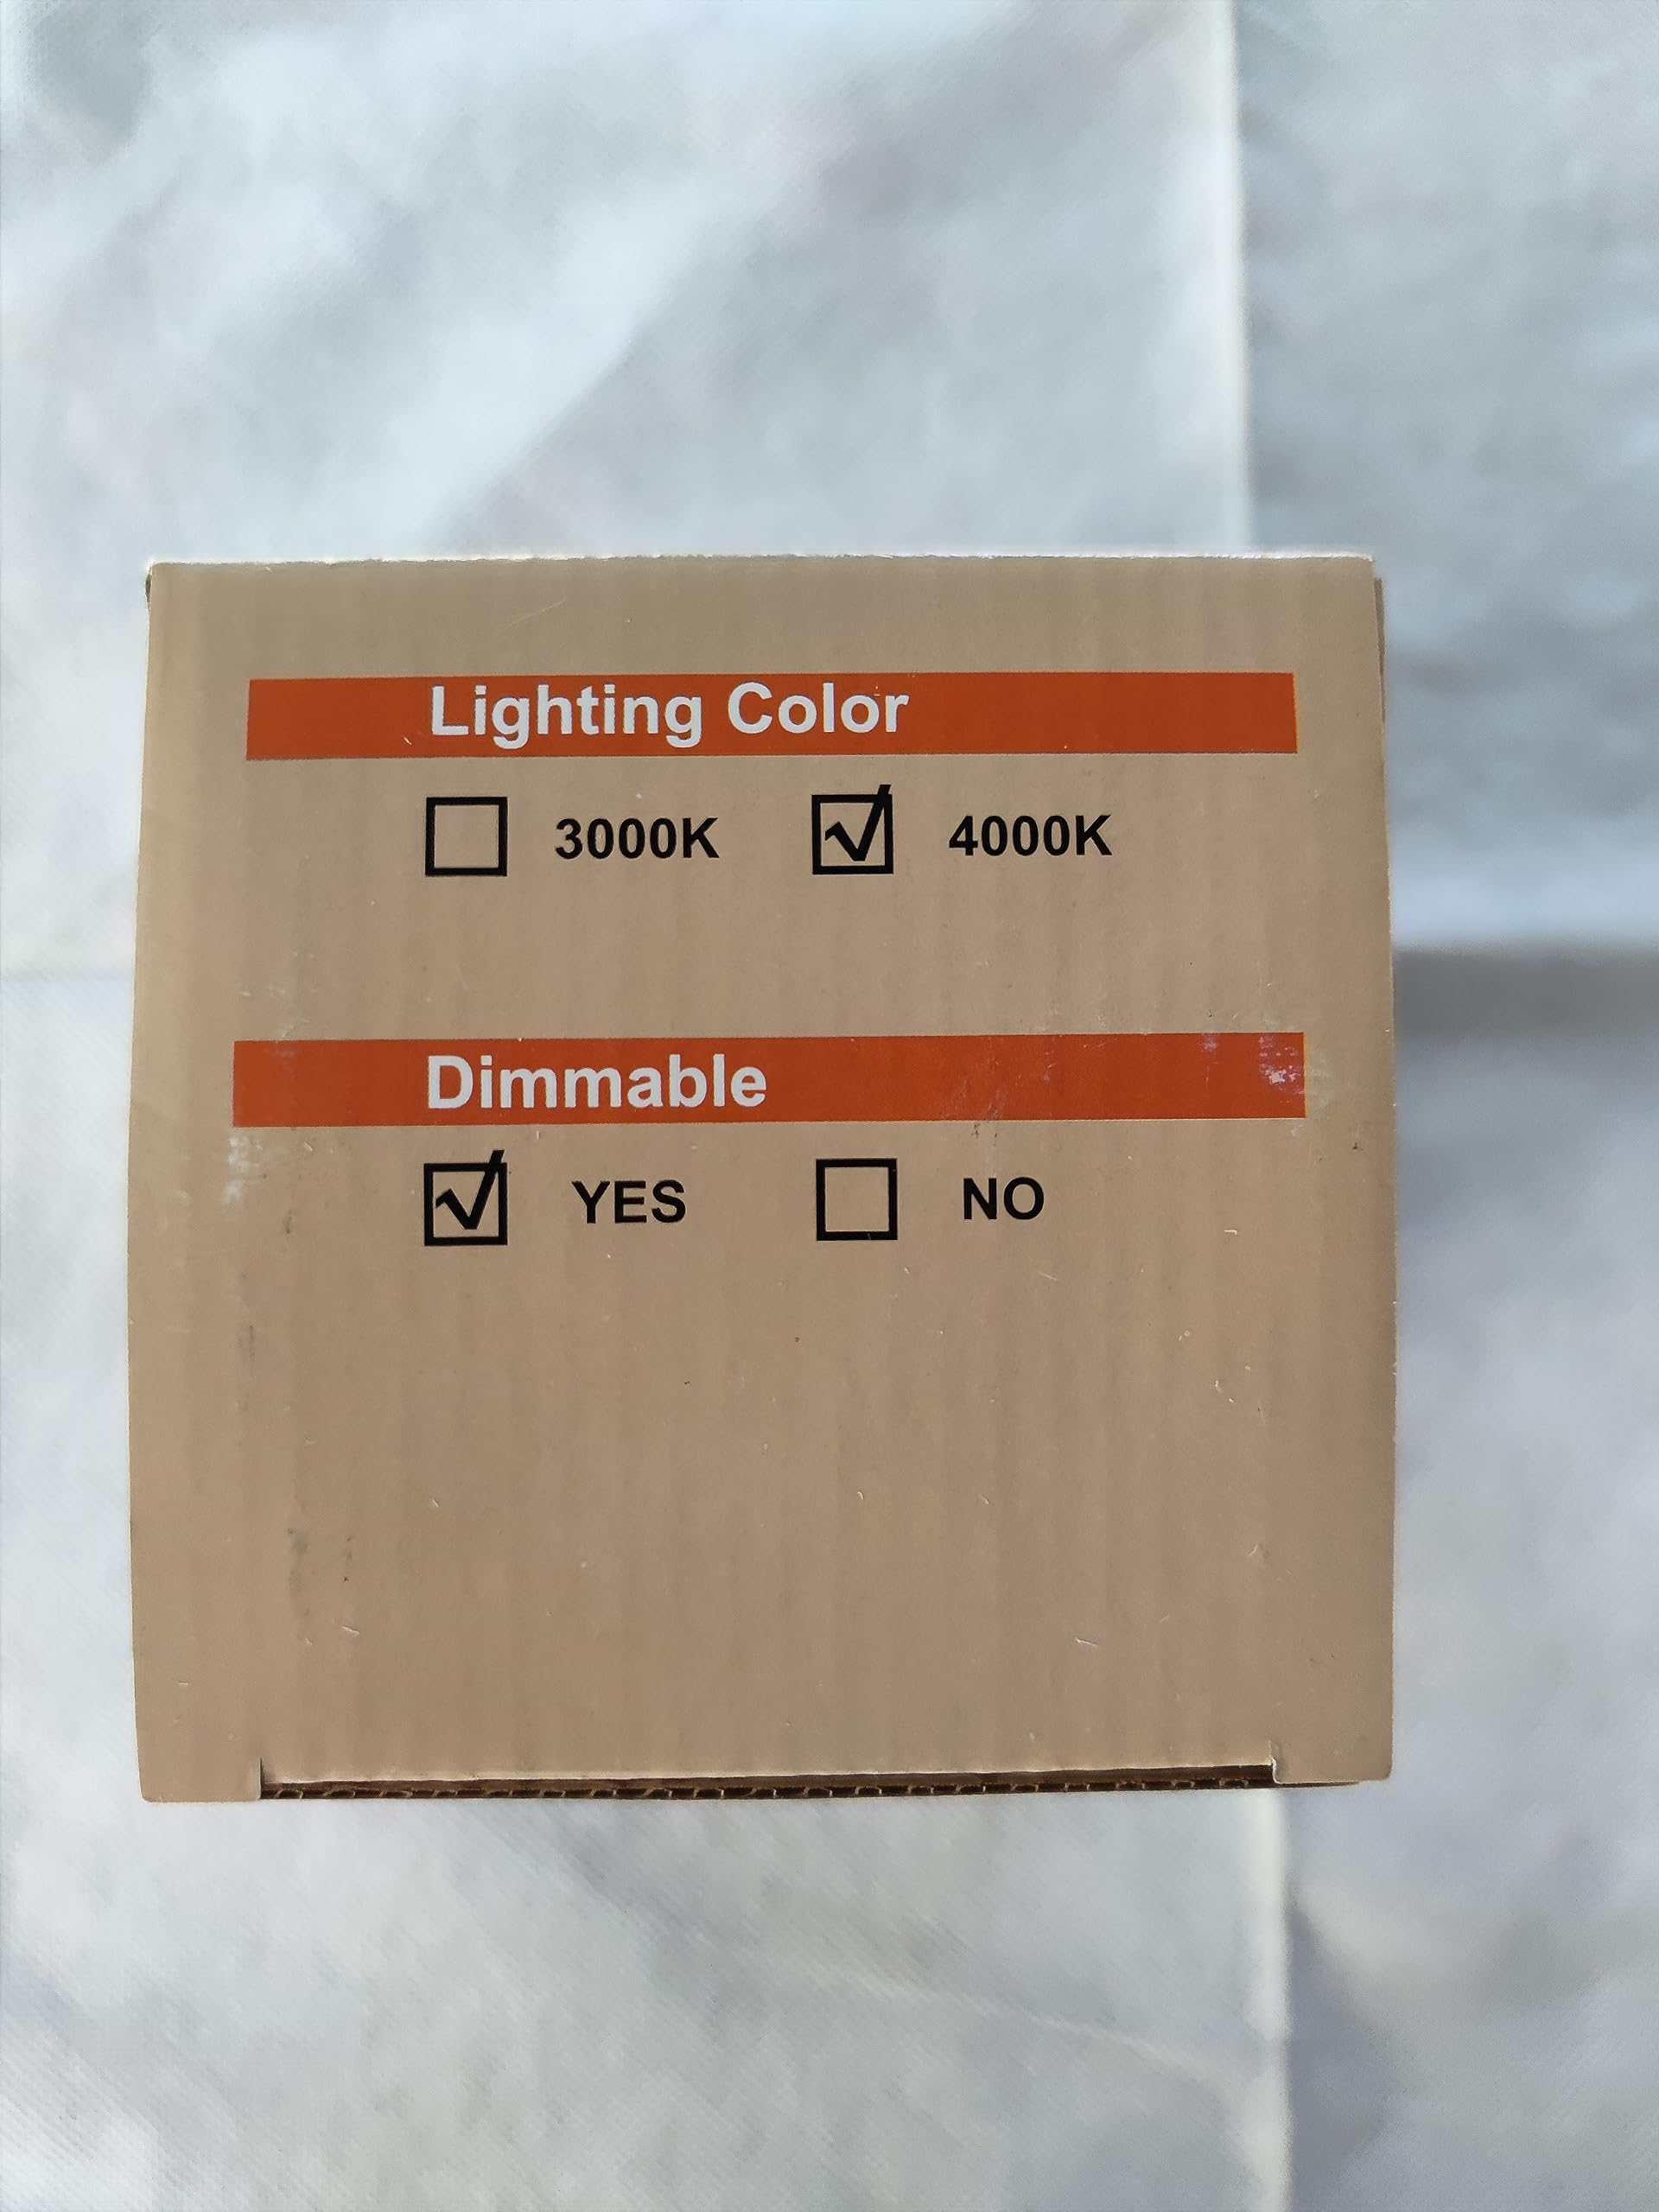 Lighting Color
☐ 3000K ☑ 4000K
Dimmable
☑ YES ☐ NO